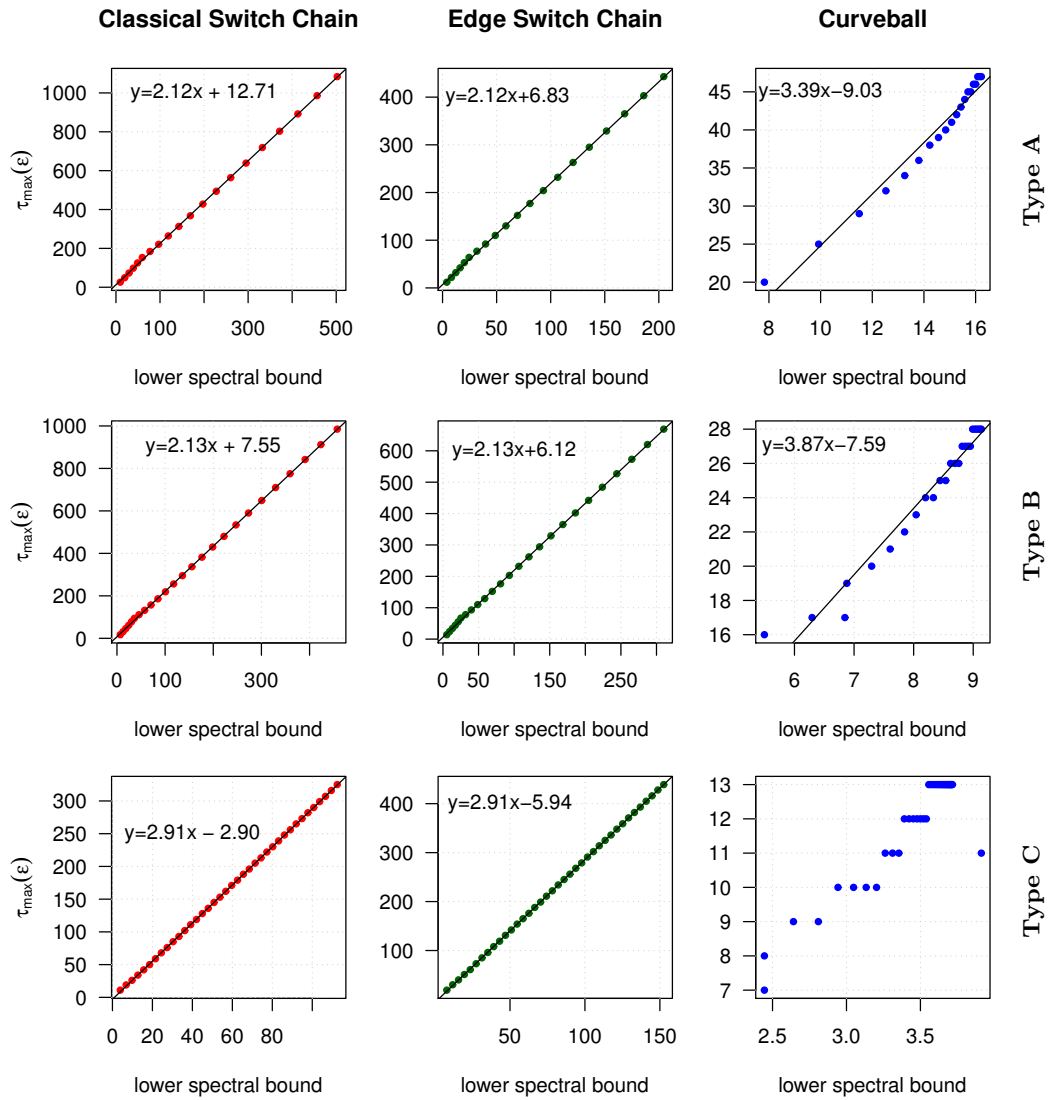 Classical Switch Chain Edge Switch Chain Curveball
y=2.12x + 12.71
τmax(ε)
0 200 400 600 800 1000
0 100 300 500
lower spectral bound
y=2.12x+6.83
0 100 200 300 400
0 50 100 150 200
lower spectral bound
y=3.39x−9.03
20 25 30 35 40 45
8 10 12 14 16
lower spectral bound
Type A
y=2.13x + 7.55
τmax(ε)
0 200 400 600 800 1000
0 100 300
lower spectral bound
y=2.13x+6.12
0 100 200 300 400 500 600
0 50 150 250
lower spectral bound
y=3.87x−7.59
16 18 20 22 24 26 28
6 7 8 9
lower spectral bound
Type B
y=2.91x − 2.90
τmax(ε)
0 50 100 150 200 250 300
0 20 40 60 80
lower spectral bound
y=2.91x−5.94
100 200 300 400
50 100 150
lower spectral bound
7 8 9 10 11 12 13
2.5 3.0 3.5
lower spectral bound
Type C